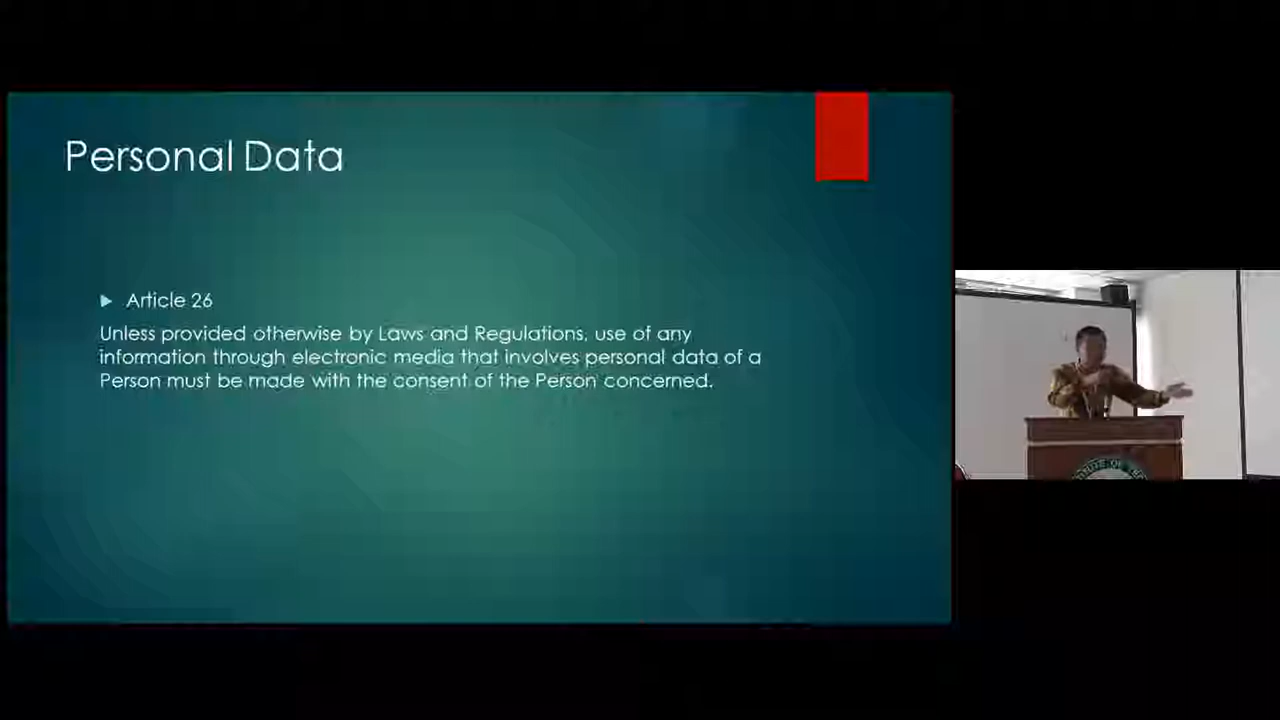 Personal Data
Article 26
Unless provided otherwise by Laws and Regulations, use of any
information through electronic media that involves personal data of a
Person must be made with the consent of the Person concerned.